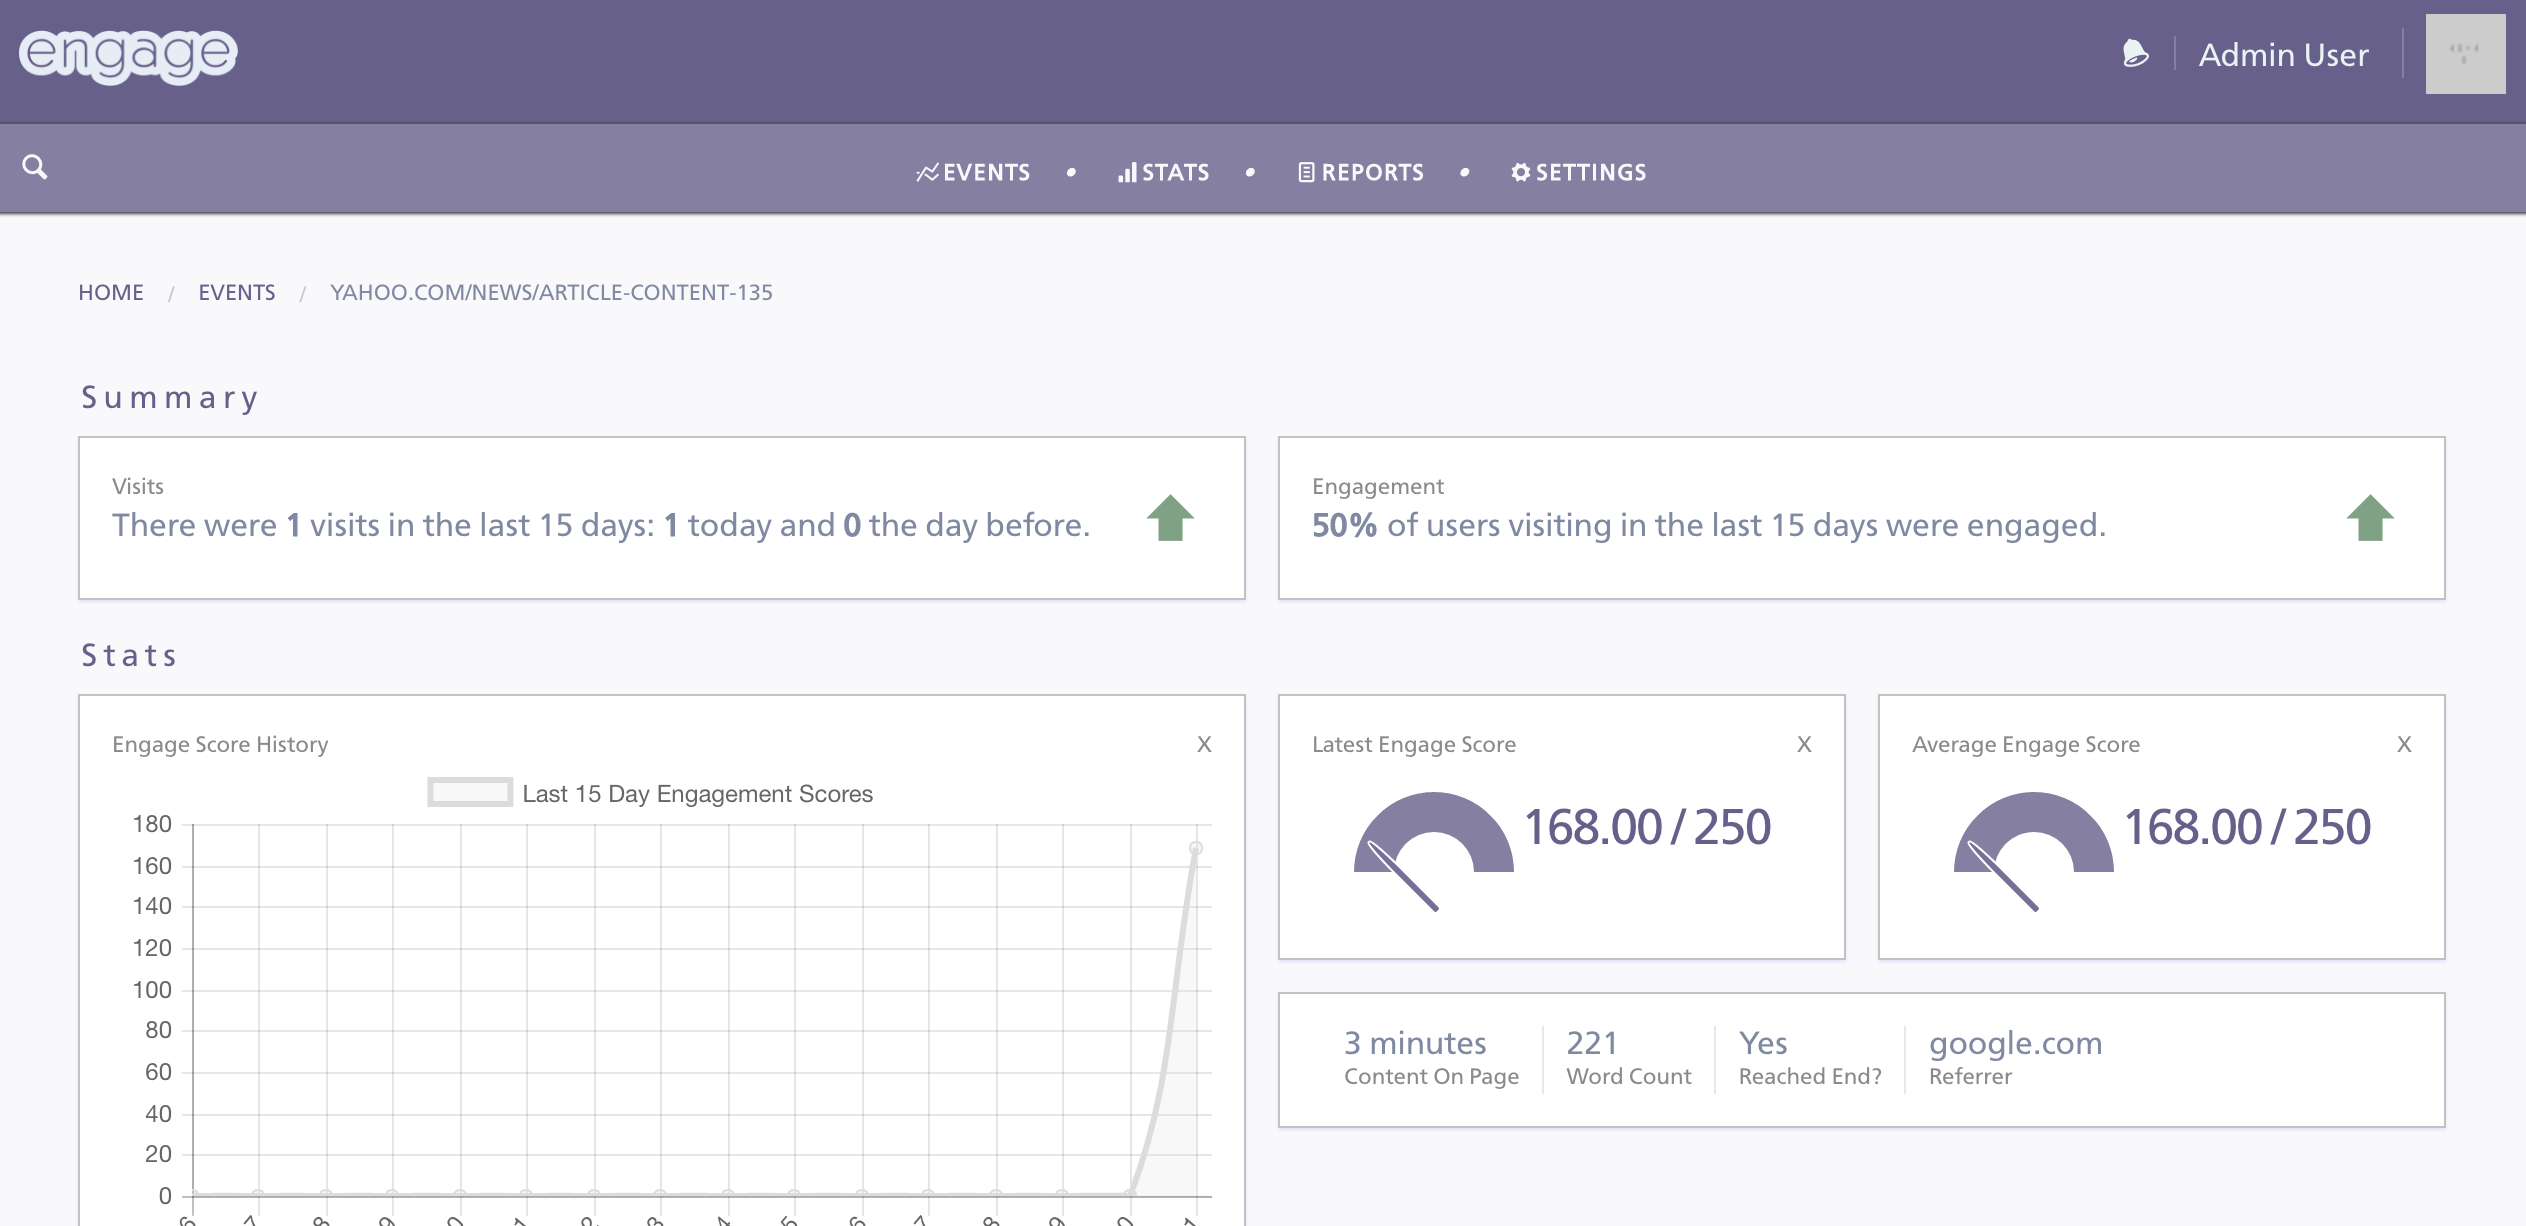 engage
Admin User
EVENTS • STATS • REPORTS • SETTINGS
HOME / EVENTS / YAHOO.COM/NEWS/ARTICLE-CONTENT-135
Summary
Visits
There were 1 visits in the last 15 days: 1 today and 0 the day before.
Engagement
50% of users visiting in the last 15 days were engaged.
Stats
Engage Score History X
Last 15 Day Engagement Scores
180
160
140
120
100
80
60
40
20
0
Latest Engage Score X
168.00 / 250
Average Engage Score X
168.00 / 250
3 minutes
Content On Page
221
Word Count
Yes
Reached End?
google.com
Referrer